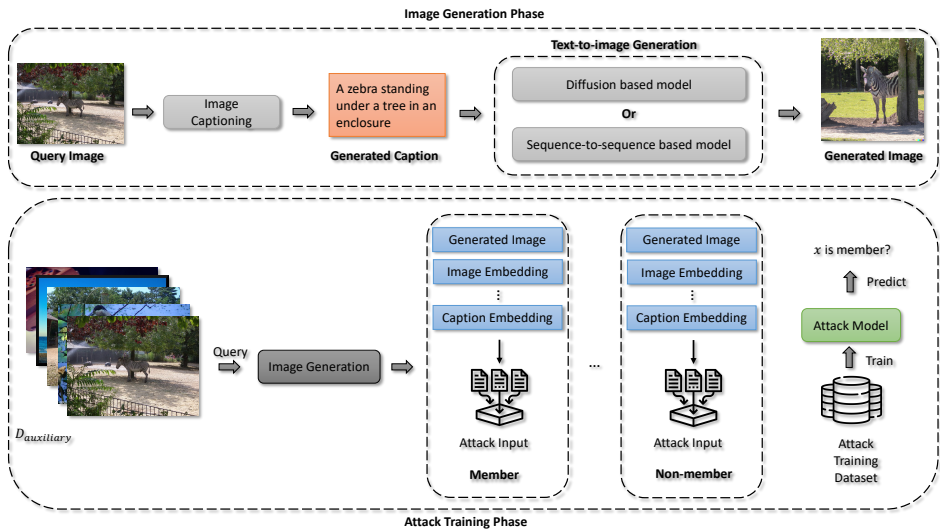 Image Generation Phase
Text-to-image Generation
Query Image
Image
Captioning
A zebra standing
under a tree in an
enclosure
Generated Caption
Diffusion based model
Or
Sequence-to-sequence based model
Generated Image
D_auxiliary
Query
Image Generation
Generated Image
Image Embedding
⋮
Caption Embedding
Attack Input
Member
...
Generated Image
Image Embedding
⋮
Caption Embedding
Attack Input
Non-member
x is member?
Predict
Attack Model
Train
Attack
Training
Dataset
Attack Training Phase